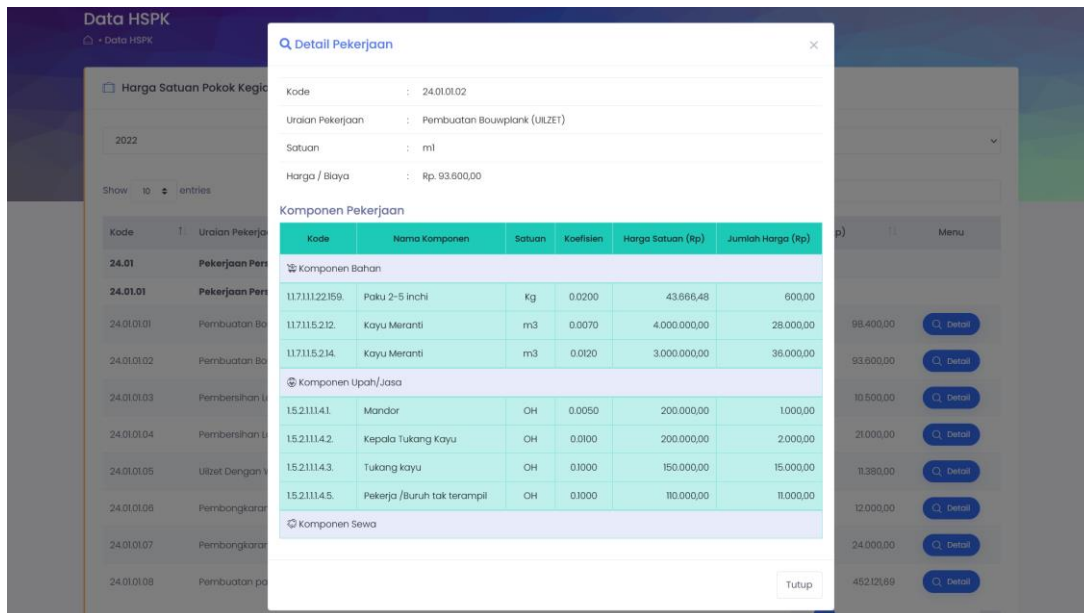 Data HSPK
• Data HSPK
Harga Satuan Pokok Kegia
2022
Show 10 entries
Kode Uraian Pekerja p) Menu
24.01 Pekerjaan Pers
24.01.01 Pekerjaan Pers
24.01.01.01 Pembuatan Bo 98.400,00 Detail
24.01.01.02 Pembuatan Bo 93.600,00 Detail
24.01.01.03 Pembersihan L 10.500,00 Detail
24.01.01.04 Pembersihan L 21.000,00 Detail
24.01.01.05 Uilzet Dengan W 11.380,00 Detail
24.01.01.06 Pembongkaran 12.000,00 Detail
24.01.01.07 Pembongkaran 24.000,00 Detail
24.01.01.08 Pembuatan pa 452.121,69 Detail
Detail Pekerjaan ×
Kode : 24.01.01.02
Uraian Pekerjaan : Pembuatan Bouwplank (UILZET)
Satuan : m1
Harga / Biaya : Rp. 93.600,00
Komponen Pekerjaan
Kode Nama Komponen Satuan Koefisien Harga Satuan (Rp) Jumlah Harga (Rp)
Komponen Bahan
1.1.7.1.1.1.22.159. Paku 2-5 inchi Kg 0.0200 43.666,48 600,00
1.1.7.1.1.5.2.12. Kayu Meranti m3 0.0070 4.000.000,00 28.000,00
1.1.7.1.1.5.2.14. Kayu Meranti m3 0.0120 3.000.000,00 36.000,00
Komponen Upah/Jasa
1.5.2.1.1.1.4.1. Mandor OH 0.0050 200.000,00 1.000,00
1.5.2.1.1.1.4.2. Kepala Tukang Kayu OH 0.0100 200.000,00 2.000,00
1.5.2.1.1.1.4.3. Tukang kayu OH 0.1000 150.000,00 15.000,00
1.5.2.1.1.1.4.5. Pekerja /Buruh tak terampil OH 0.1000 110.000,00 11.000,00
Komponen Sewa
Tutup